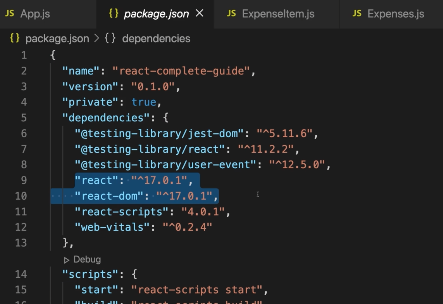 JS App.js
{} package.json ×
JS ExpenseItem.js
JS Expenses.js
{} package.json > {} dependencies
1 {
2 "name": "react-complete-guide",
3 "version": "0.1.0",
4 "private": true,
5 "dependencies": {
6 "@testing-library/jest-dom": "^5.11.6",
7 "@testing-library/react": "^11.2.2",
8 "@testing-library/user-event": "^12.5.0",
9 "react": "^17.0.1",
10 "react-dom": "^17.0.1",
11 "react-scripts": "4.0.1",
12 "web-vitals": "^0.2.4"
13 },
Debug
14 "scripts": {
15 "start": "react-scripts start",